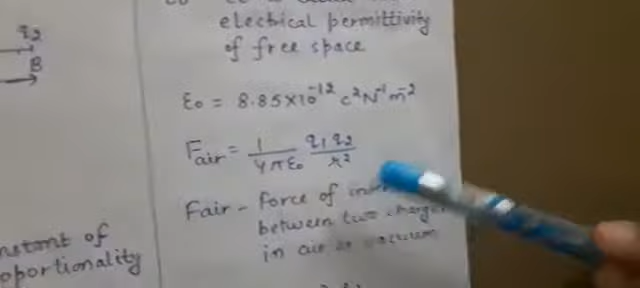 q2
B
electrical permittivity
of free space
ε₀ = 8.85×10⁻¹² C²N⁻¹m⁻²
Fair = 1/4πε₀ q₁q₂/r²
Fair - force of
between two charges
in air or vacuum
nstant of
oportionality